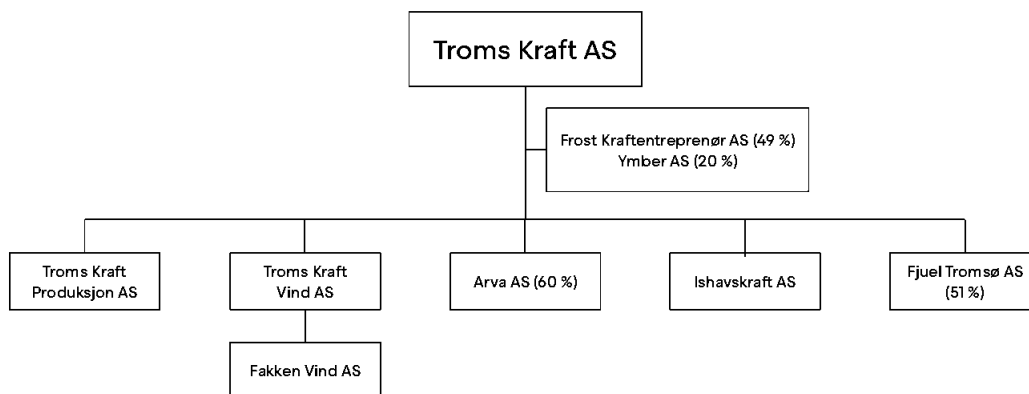 Troms Kraft AS
Frost Kraftentreprenør AS (49 %)
Ymber AS (20 %)
Troms Kraft
Produksjon AS
Troms Kraft
Vind AS
Arva AS (60 %)
Ishavskraft AS
Fjuel Tromsø AS
(51 %)
Fakken Vind AS